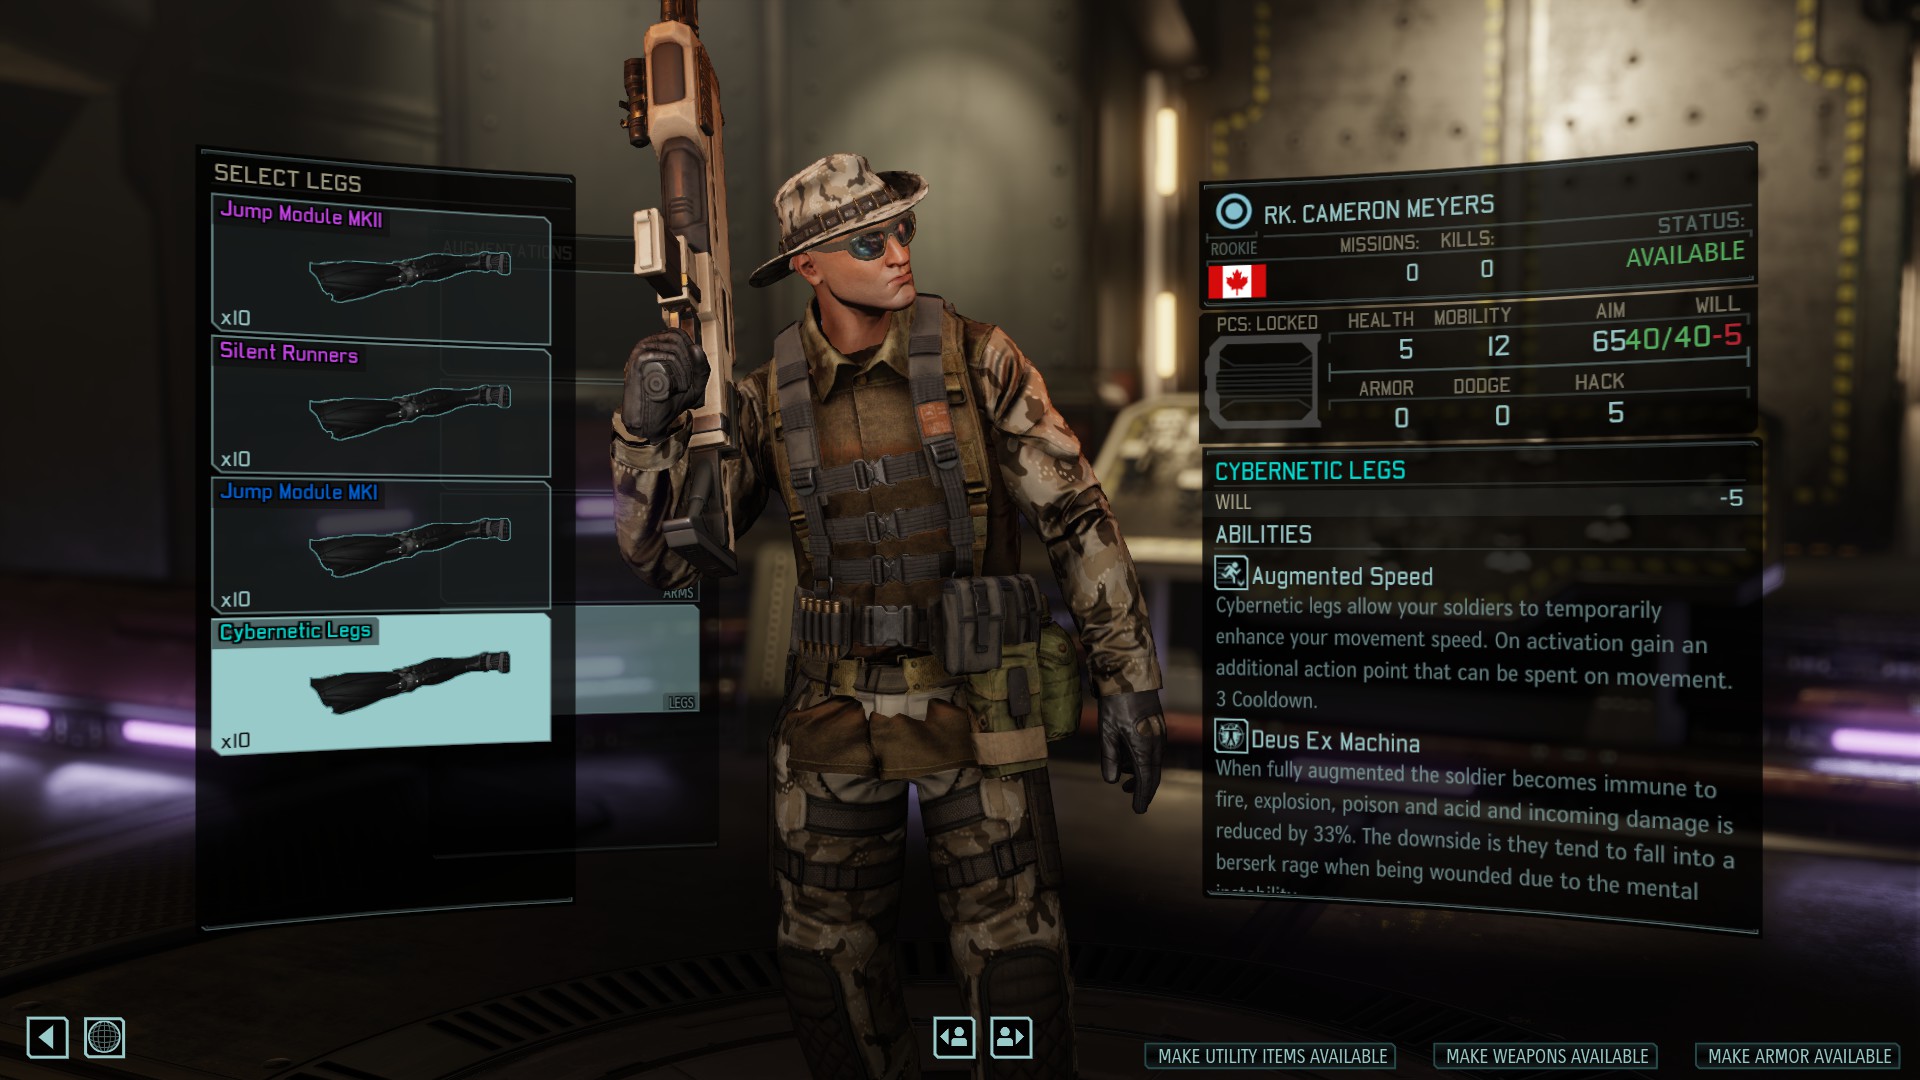 SELECT LEGS
Jump Module MKII
x10
Silent Runners
x10
Jump Module MKI
x10
Cybernetic Legs
x10
AUGMENTATIONS
ARMS
LEGS
RK. CAMERON MEYERS
ROOKIE
MISSIONS: KILLS: STATUS:
0 0 AVAILABLE
PCS: LOCKED
HEALTH MOBILITY AIM WILL
5 12 65 40/40-5
ARMOR DODGE HACK
0 0 5
CYBERNETIC LEGS
WILL -5
ABILITIES
Augmented Speed
Cybernetic legs allow your soldiers to temporarily
enhance your movement speed. On activation gain an
additional action point that can be spent on movement.
3 Cooldown.
Deus Ex Machina
When fully augmented the soldier becomes immune to
fire, explosion, poison and acid and incoming damage is
reduced by 33%. The downside is they tend to fall into a
berserk rage when being wounded due to the mental
MAKE UTILITY ITEMS AVAILABLE
MAKE WEAPONS AVAILABLE
MAKE ARMOR AVAILABLE